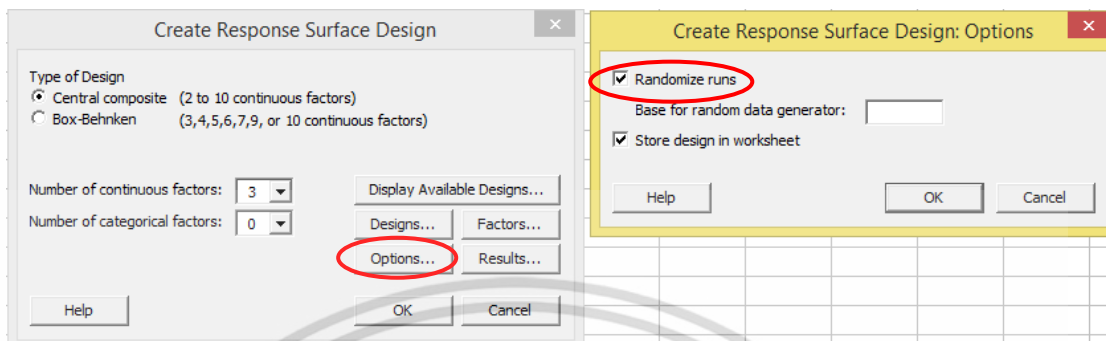 Create Response Surface Design
Type of Design
Central composite (2 to 10 continuous factors)
Box-Behnken (3,4,5,6,7,9, or 10 continuous factors)
Number of continuous factors: 3
Display Available Designs...
Number of categorical factors: 0
Designs... Factors...
Options... Results...
Help OK Cancel
Create Response Surface Design: Options
Randomize runs
Base for random data generator:
Store design in worksheet
Help OK Cancel